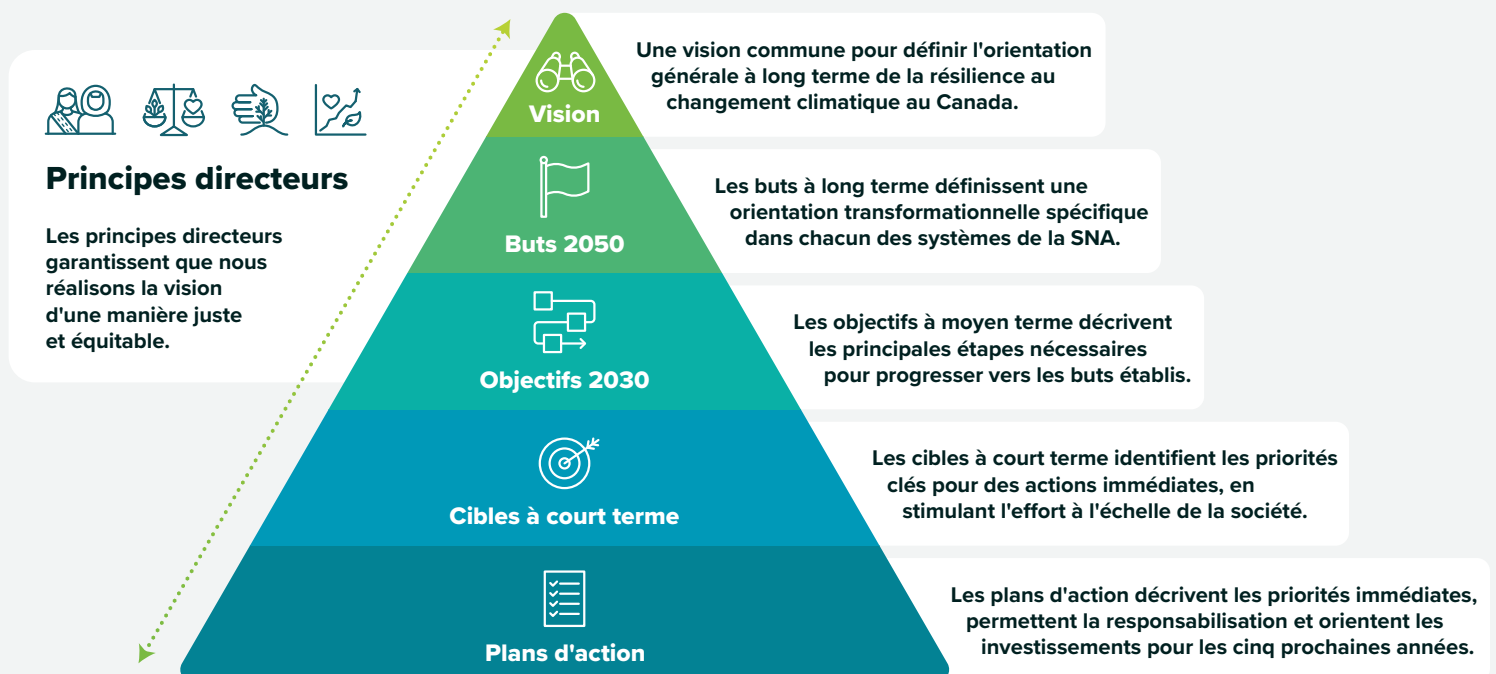 Principes directeurs
Les principes directeurs
garantissent que nous
réalisons la vision
d'une manière juste
et équitable.
Vision
Une vision commune pour définir l'orientation
générale à long terme de la résilience au
changement climatique au Canada.
Buts 2050
Les buts à long terme définissent une
orientation transformationnelle spécifique
dans chacun des systèmes de la SNA.
Objectifs 2030
Les objectifs à moyen terme décrivent
les principales étapes nécessaires
pour progresser vers les buts établis.
Cibles à court terme
Les cibles à court terme identifient les priorités
clés pour des actions immédiates, en
stimulant l'effort à l'échelle de la société.
Plans d'action
Les plans d'action décrivent les priorités immédiates,
permettent la responsabilisation et orientent les
investissements pour les cinq prochaines années.